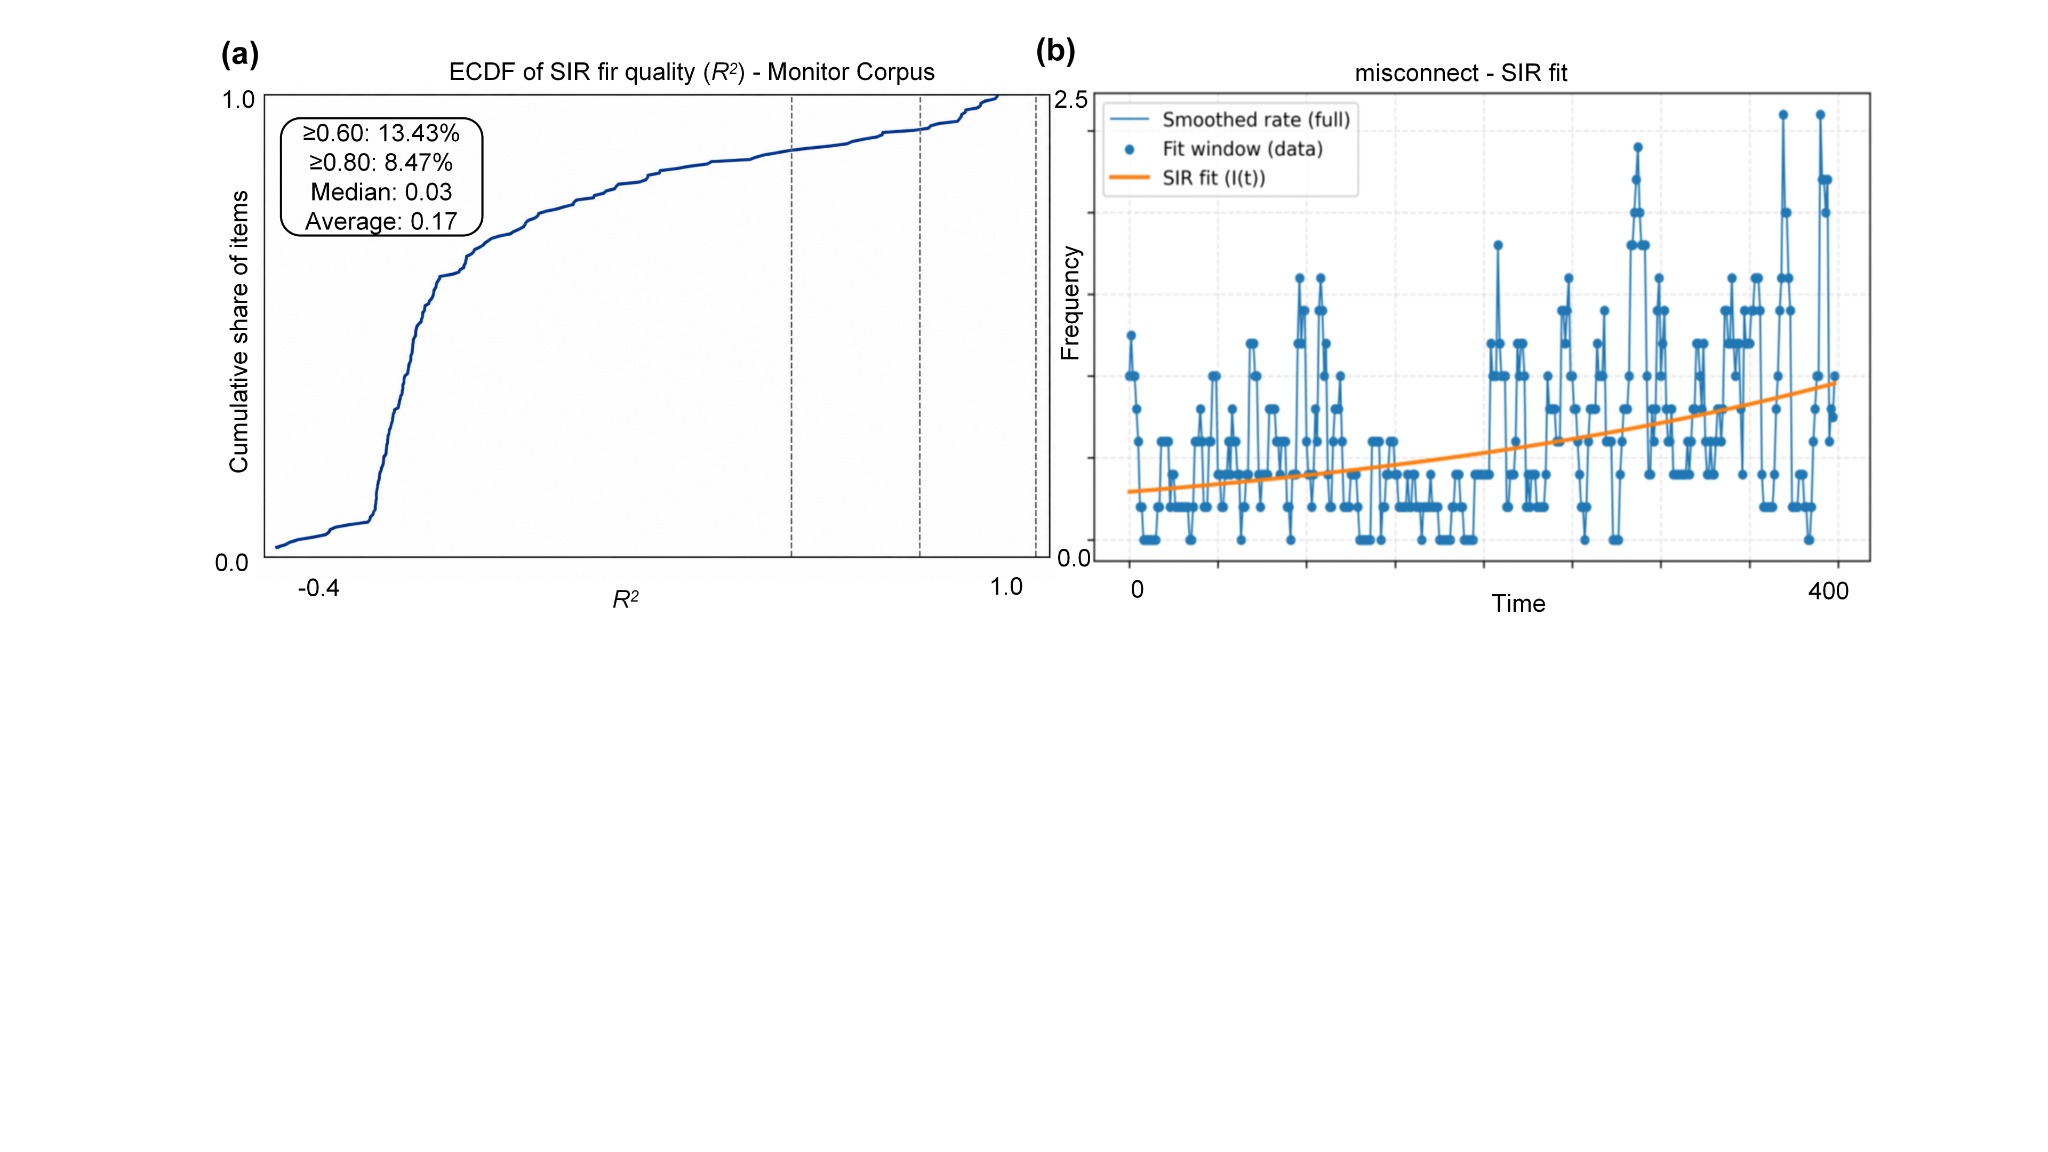 (a)
ECDF of SIR fir quality (R²) - Monitor Corpus
1.0
≥0.60: 13.43%
≥0.80: 8.47%
Median: 0.03
Average: 0.17
Cumulative share of items
0.0
-0.4
R²
1.0
(b)
misconnect - SIR fit
2.5
Smoothed rate (full)
Fit window (data)
SIR fit (I(t))
Frequency
0.0
0
Time
400